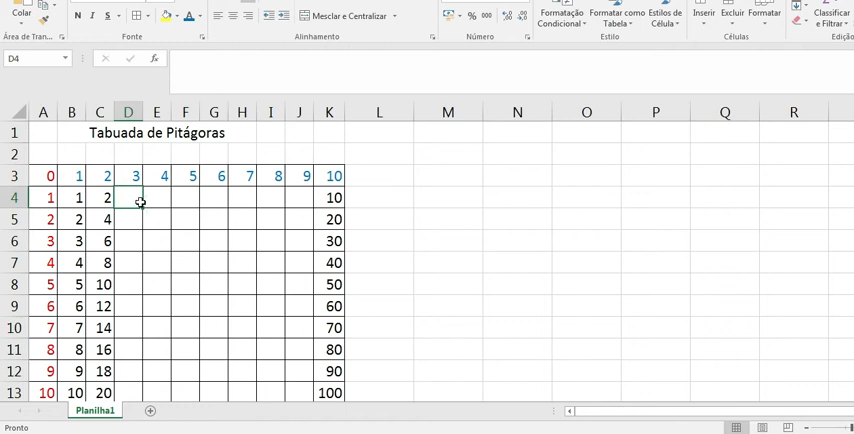 Colar
N I S
Mesclar e Centralizar
% 000
Formatação Condicional
Formatar como Tabela
Estilos de Célula
Inserir
Excluir
Formatar
Classificar e Filtrar
Edição
Área de Tran...
Fonte
Alinhamento
Número
Estilo
Células
D4
fx
A B C D E F G H I J K L M N O P Q R
1 Tabuada de Pitágoras
2
3 0 1 2 3 4 5 6 7 8 9 10
4 1 1 2 10
5 2 2 4 20
6 3 3 6 30
7 4 4 8 40
8 5 5 10 50
9 6 6 12 60
10 7 7 14 70
11 8 8 16 80
12 9 9 18 90
13 10 10 20 100
Planilha1
Pronto